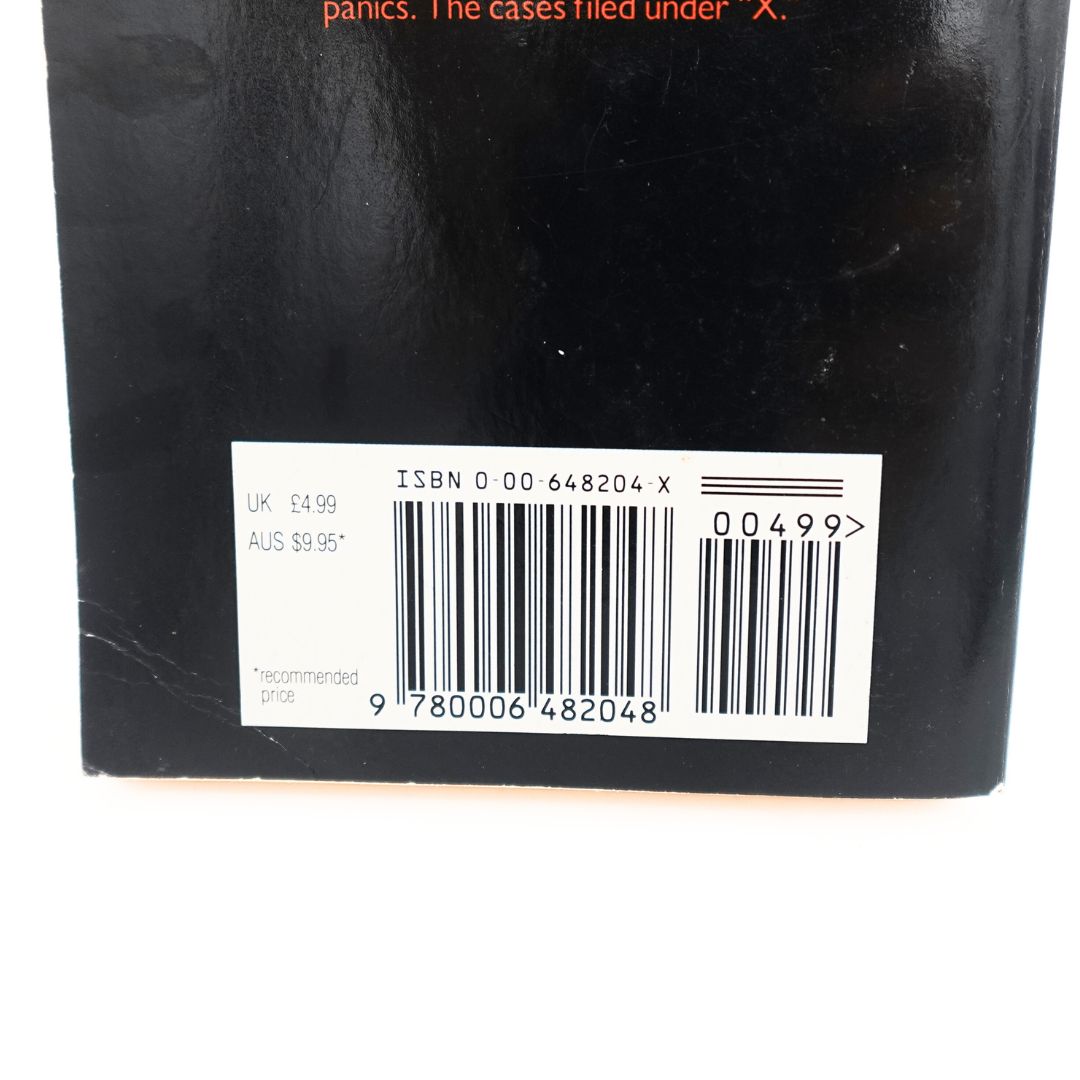 panics. The cases filed under "X."
ISBN 0-00-648204-X
UK £4.99
AUS $9.95*
00499>
*recommended
price
9 780006 482048